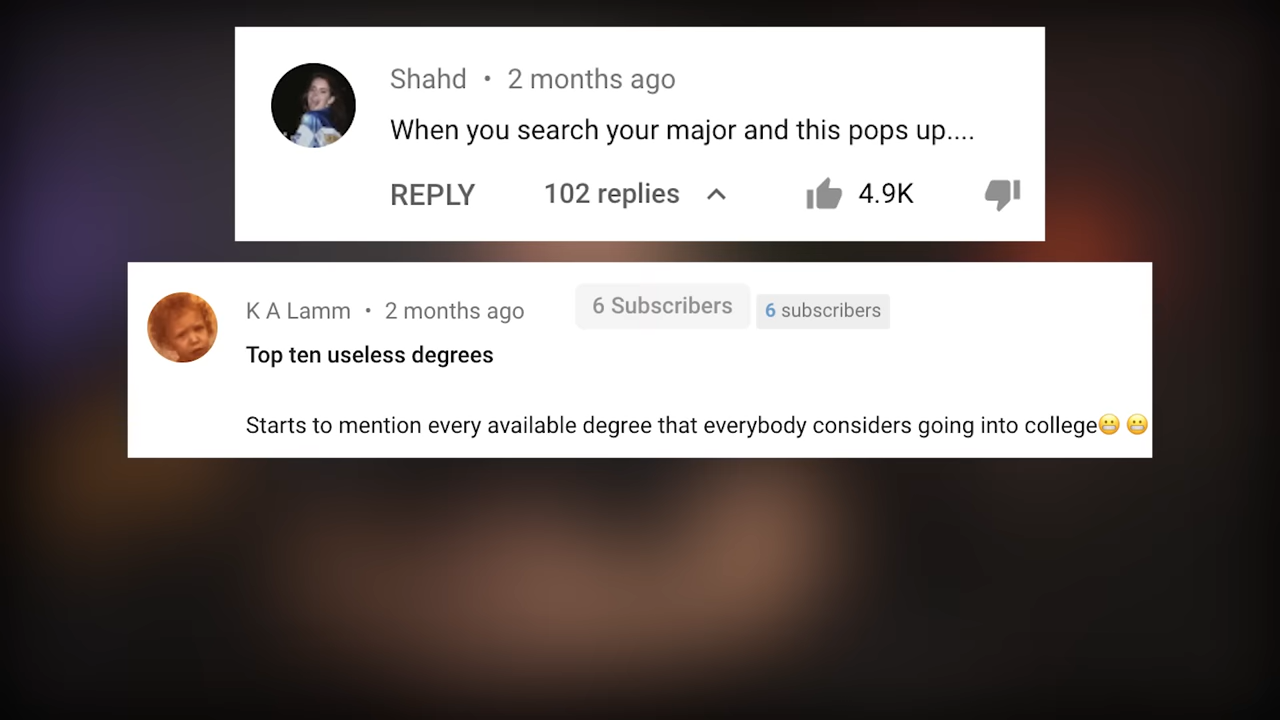 Shahd • 2 months ago
When you search your major and this pops up....
REPLY 102 replies 4.9K
K A Lamm • 2 months ago 6 Subscribers 6 subscribers
Top ten useless degrees
Starts to mention every available degree that everybody considers going into college😬 😬